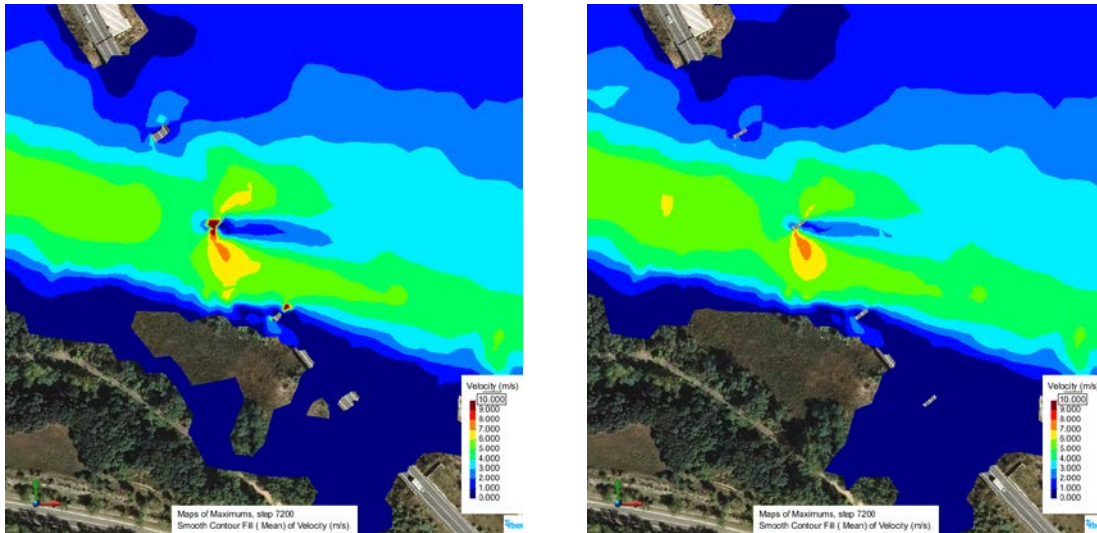 Velocity (m/s)
10.000
9.000
8.000
7.000
6.000
5.000
4.000
3.000
2.000
1.000
0.000
Maps of Maximums, step 7200
Smooth Contour Fill ( Mean) of Velocity (m/s).
Iber
Velocity (m/s)
10.000
9.000
8.000
7.000
6.000
5.000
4.000
3.000
2.000
1.000
0.000
Maps of Maximums, step 7200
Smooth Contour Fill ( Mean) of Velocity (m/s).
Iber